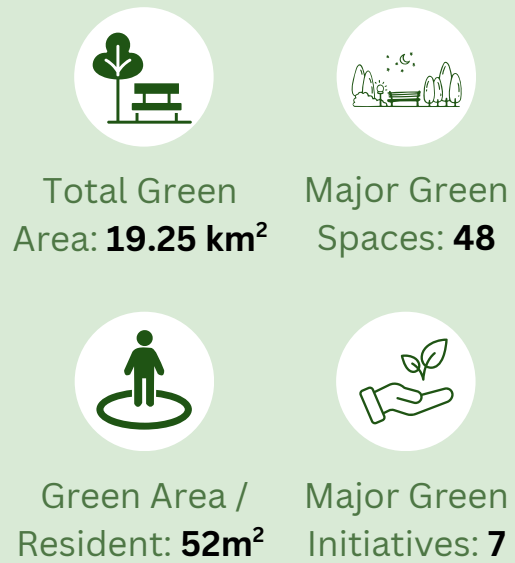 Total Green
Area: 19.25 km²
Major Green
Spaces: 48
Green Area /
Resident: 52m²
Major Green
Initiatives: 7